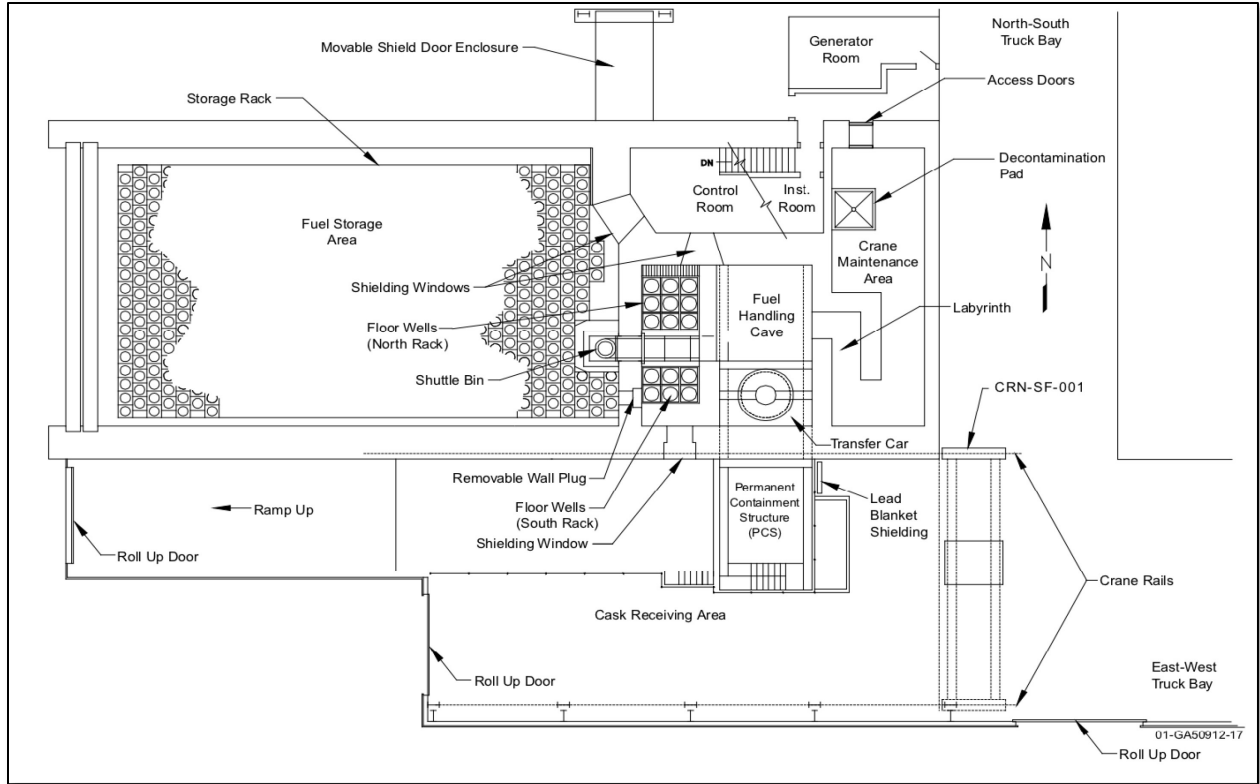 Movable Shield Door Enclosure
Generator
Room
North-South
Truck Bay
Access Doors
Storage Rack
Decontamination
Pad
DN
Control
Room
Inst.
Room
Fuel Storage
Area
Crane
Maintenance
Area
N
Shielding Windows
Fuel
Handling
Cave
Labyrinth
Floor Wells
(North Rack)
Shuttle Bin
CRN-SF-001
Transfer Car
Removable Wall Plug
Permanent
Containment
Structure
(PCS)
Lead
Blanket
Shielding
Ramp Up
Floor Wells
(South Rack)
Shielding Window
Roll Up Door
Crane Rails
Cask Receiving Area
Roll Up Door
East-West
Truck Bay
01-GA50912-17
Roll Up Door